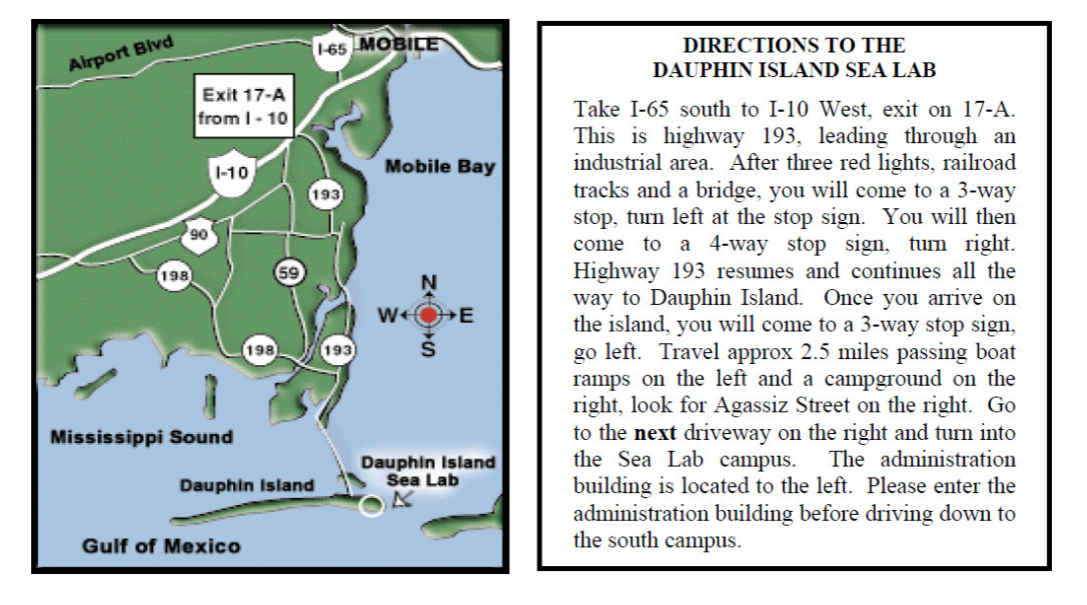 Airport Blvd
I-65
MOBILE
Exit 17-A
from I - 10
Mobile Bay
I-10
193
90
198
59
N
W
E
S
198
193
Mississippi Sound
Dauphin Island
Sea Lab
Dauphin Island
Gulf of Mexico
DIRECTIONS TO THE
DAUPHIN ISLAND SEA LAB
Take I-65 south to I-10 West, exit on 17-A.
This is highway 193, leading through an
industrial area. After three red lights, railroad
tracks and a bridge, you will come to a 3-way
stop, turn left at the stop sign. You will then
come to a 4-way stop sign, turn right.
Highway 193 resumes and continues all the
way to Dauphin Island. Once you arrive on
the island, you will come to a 3-way stop sign,
go left. Travel approx 2.5 miles passing boat
ramps on the left and a campground on the
right, look for Agassiz Street on the right. Go
to the next driveway on the right and turn into
the Sea Lab campus. The administration
building is located to the left. Please enter the
administration building before driving down to
the south campus.